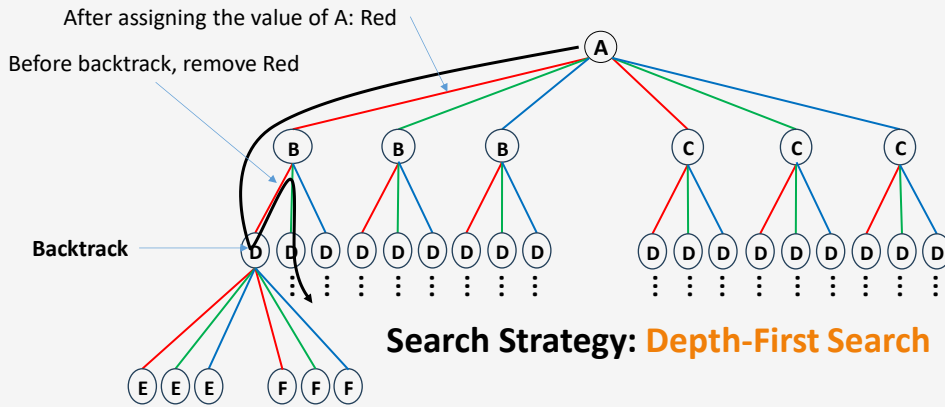 After assigning the value of A: Red
A
Before backtrack, remove Red
B B B C C C
Backtrack
D D D D D D D D D D D D D D D D D D
Search Strategy: Depth-First Search
E E E F F F